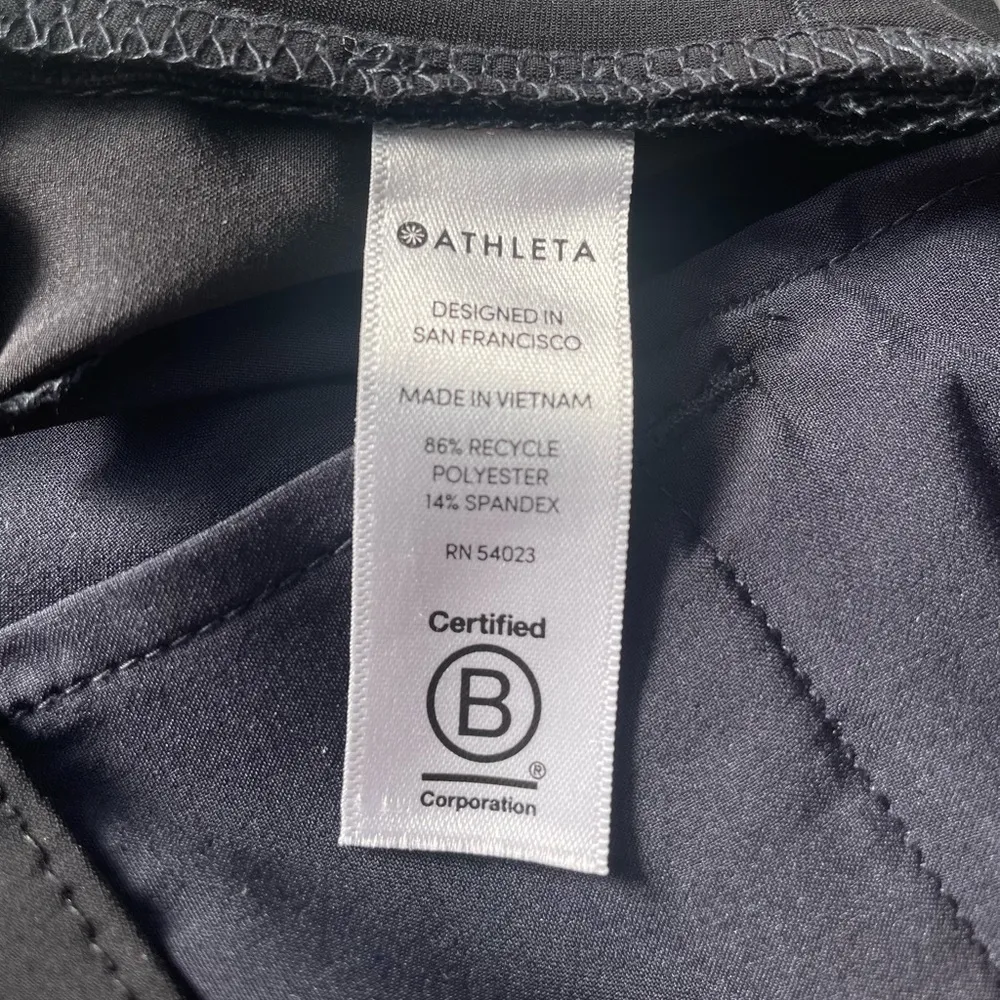 ATHLETA
DESIGNED IN
SAN FRANCISCO
MADE IN VIETNAM
86% RECYCLE
POLYESTER
14% SPANDEX
RN 54023
Certified
B
®
Corporation